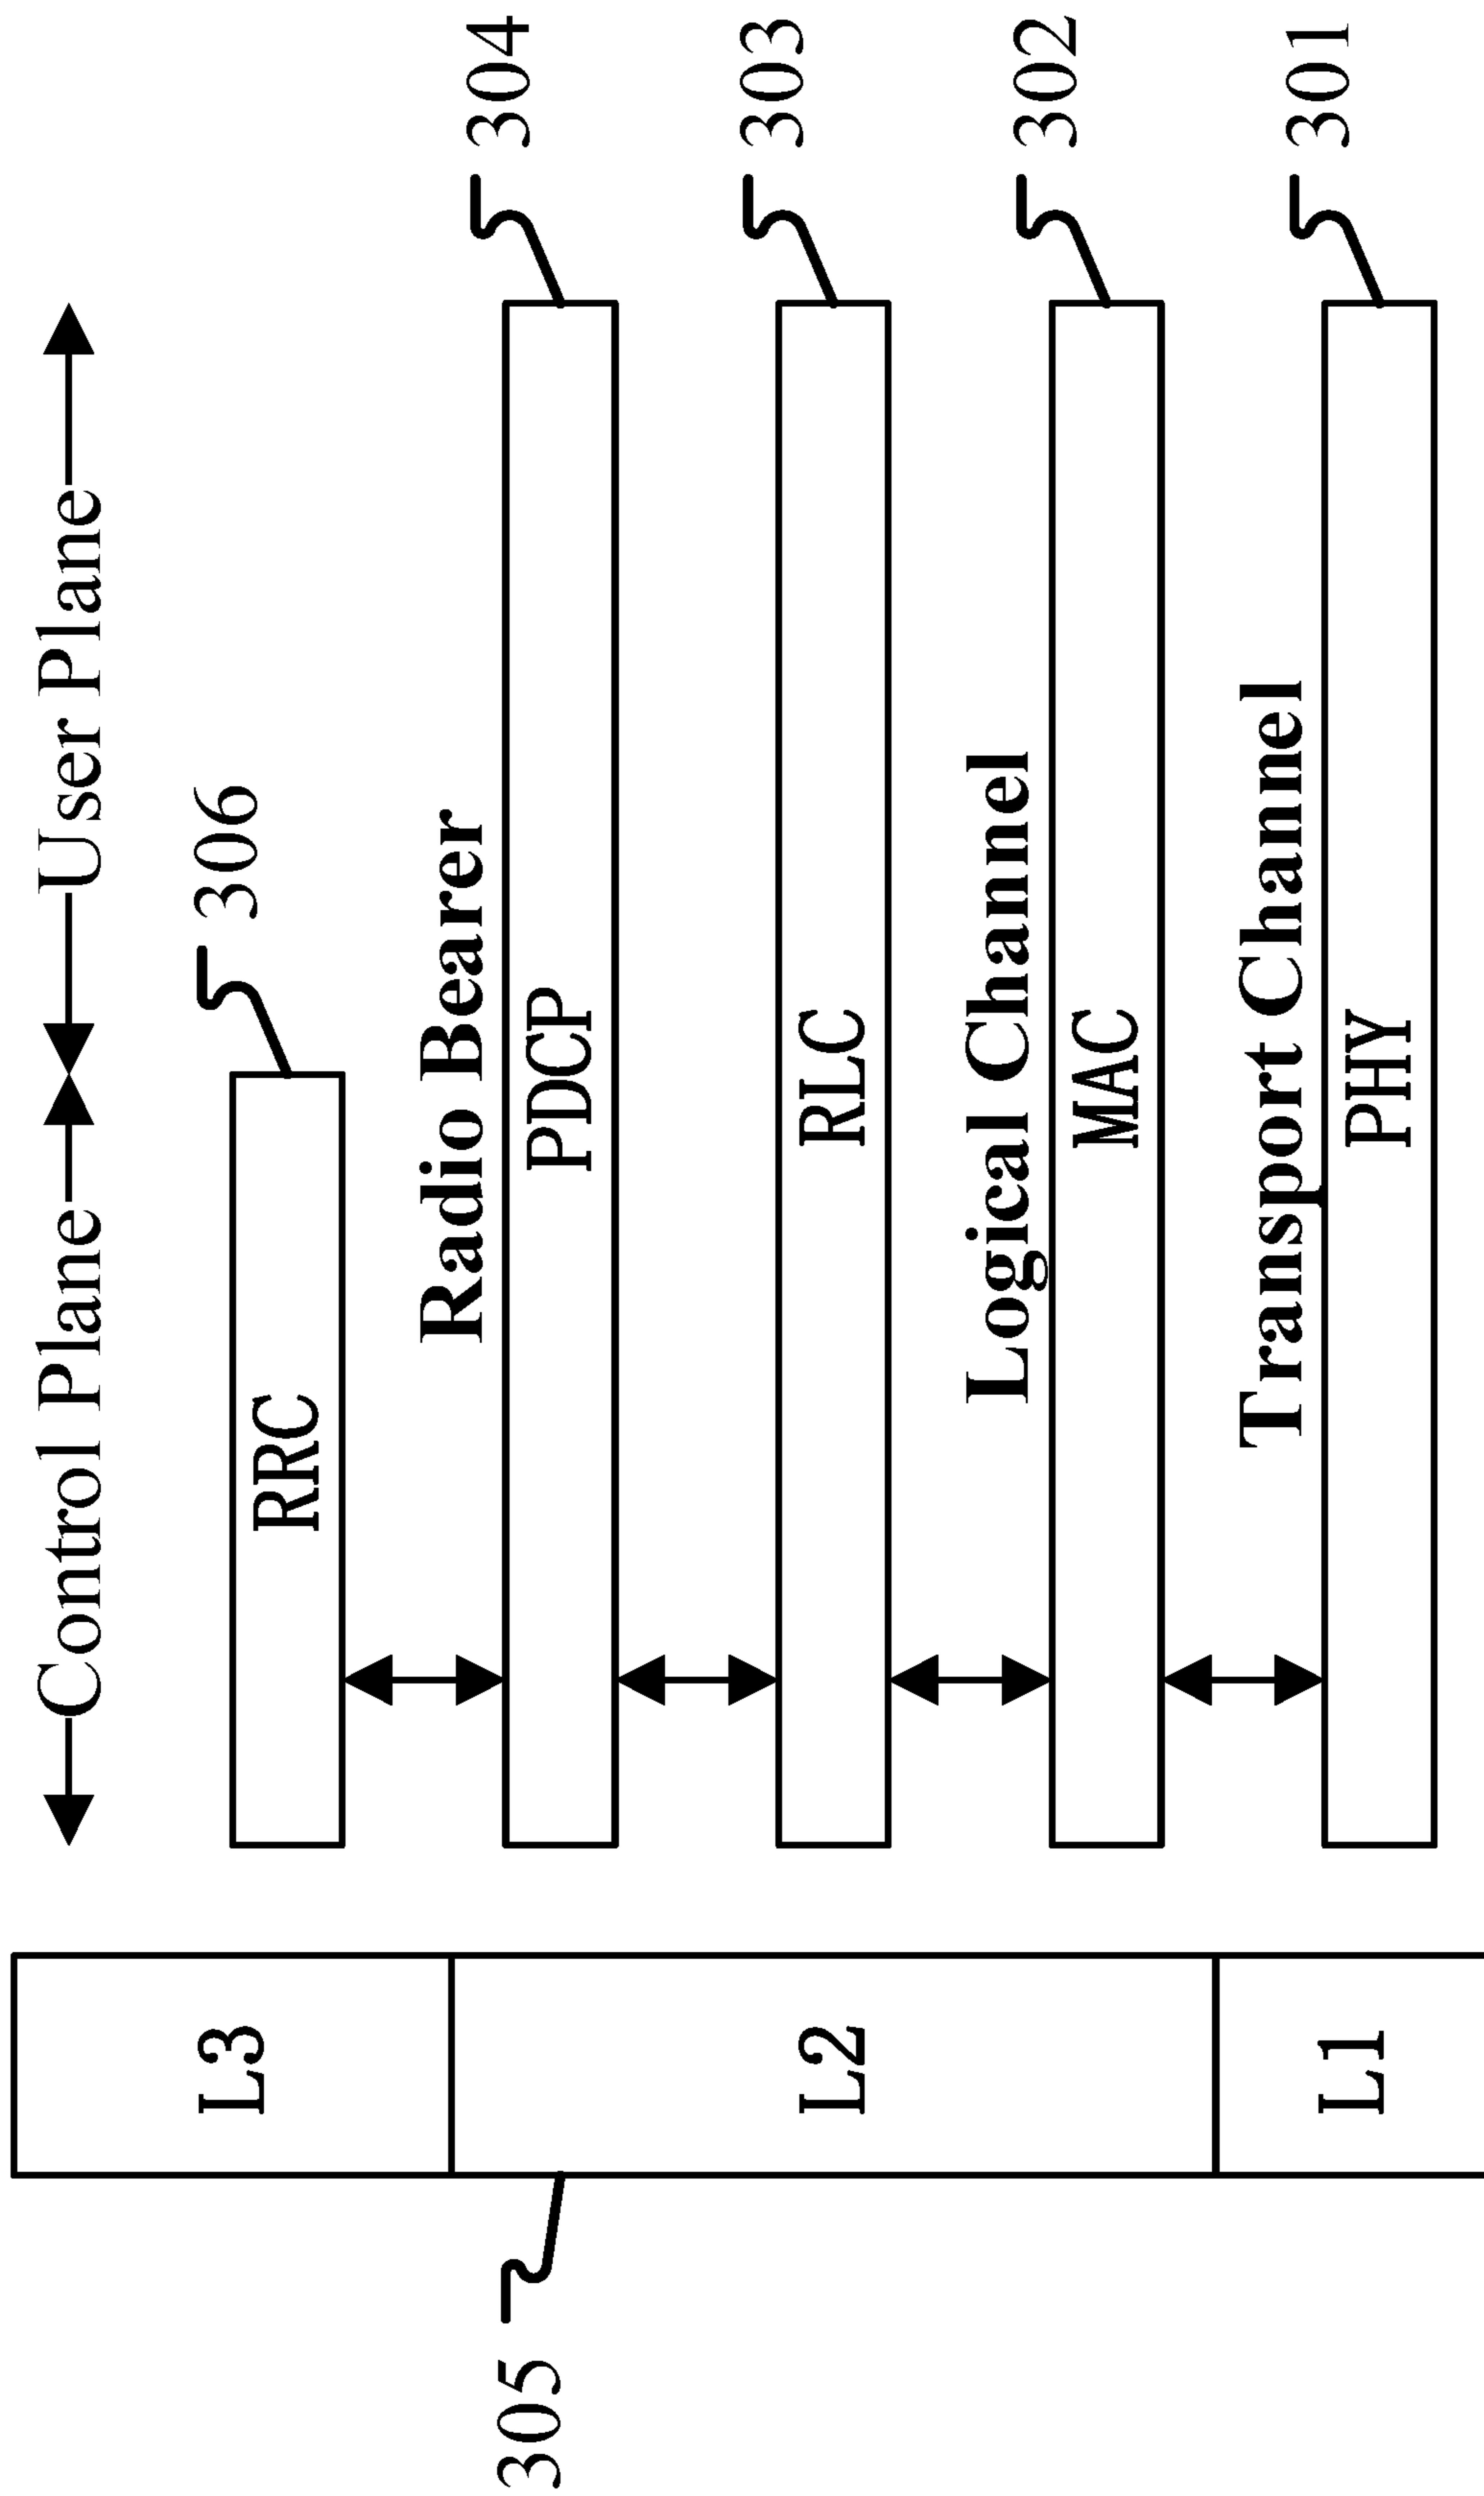 Control Plane User Plane
306
L3
RRC
Radio Bearer
304
305
PDCP
303
L2
RLC
Logical Channel
302
MAC
Transport Channel
301
L1
PHY